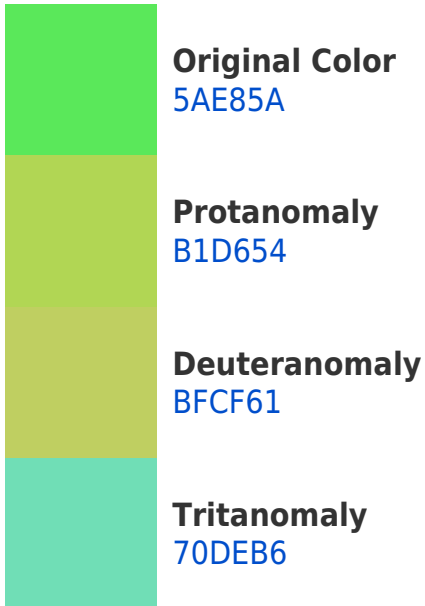 Original Color
5AE85A
Protanomaly
B1D654
Deuteranomaly
BFCF61
Tritanomaly
70DEB6